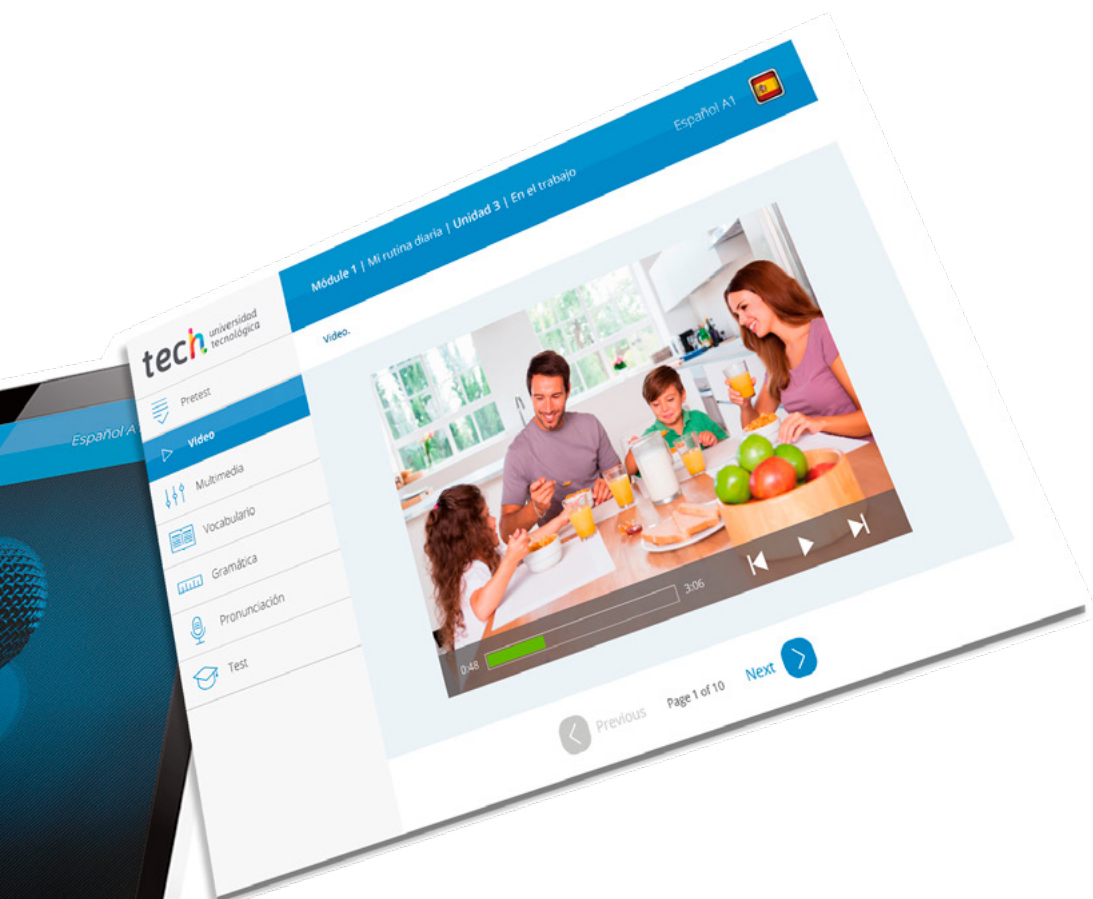 Español A1
Módule 1 | Mi rutina diaria | Unidad 3 | En el trabajo
tech universidad
tecnológica
Video.
Pretest
Video
Multimedia
Vocabulario
Gramática
Pronunciación
Test
0:48
3:06
Previous
Page 1 of 10
Next
Español